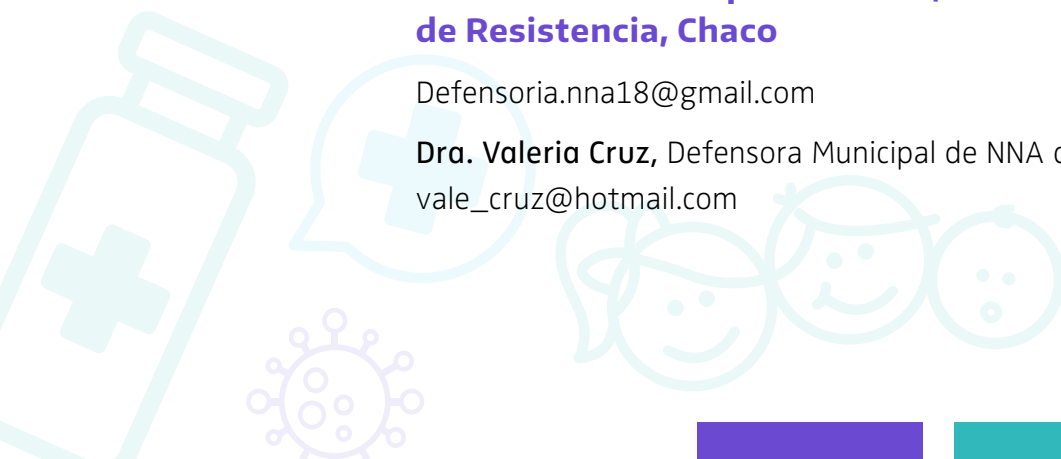 de Resistencia, Chaco
Defensoria.nna18@gmail.com
Dra. Valeria Cruz, Defensora Municipal de NNA
vale_cruz@hotmail.com